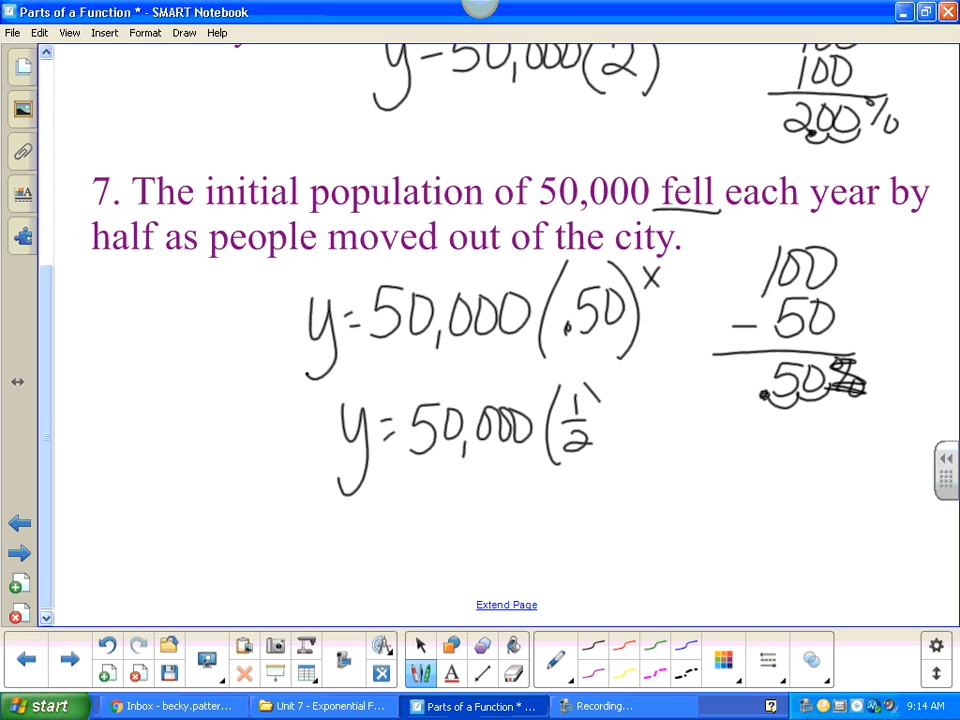 Parts of a Function * - SMART Notebook
File Edit View Insert Format Draw Help
y = 50,000(2)
100
100
200%
7. The initial population of 50,000 fell each year by
half as people moved out of the city.
y = 50,000(.50)^x
100
- 50
.50%
y = 50,000(1/2
Extend Page
start
Inbox - becky.patter...
Unit 7 - Exponential F...
Parts of a Function * ...
Recording...
9:14 AM